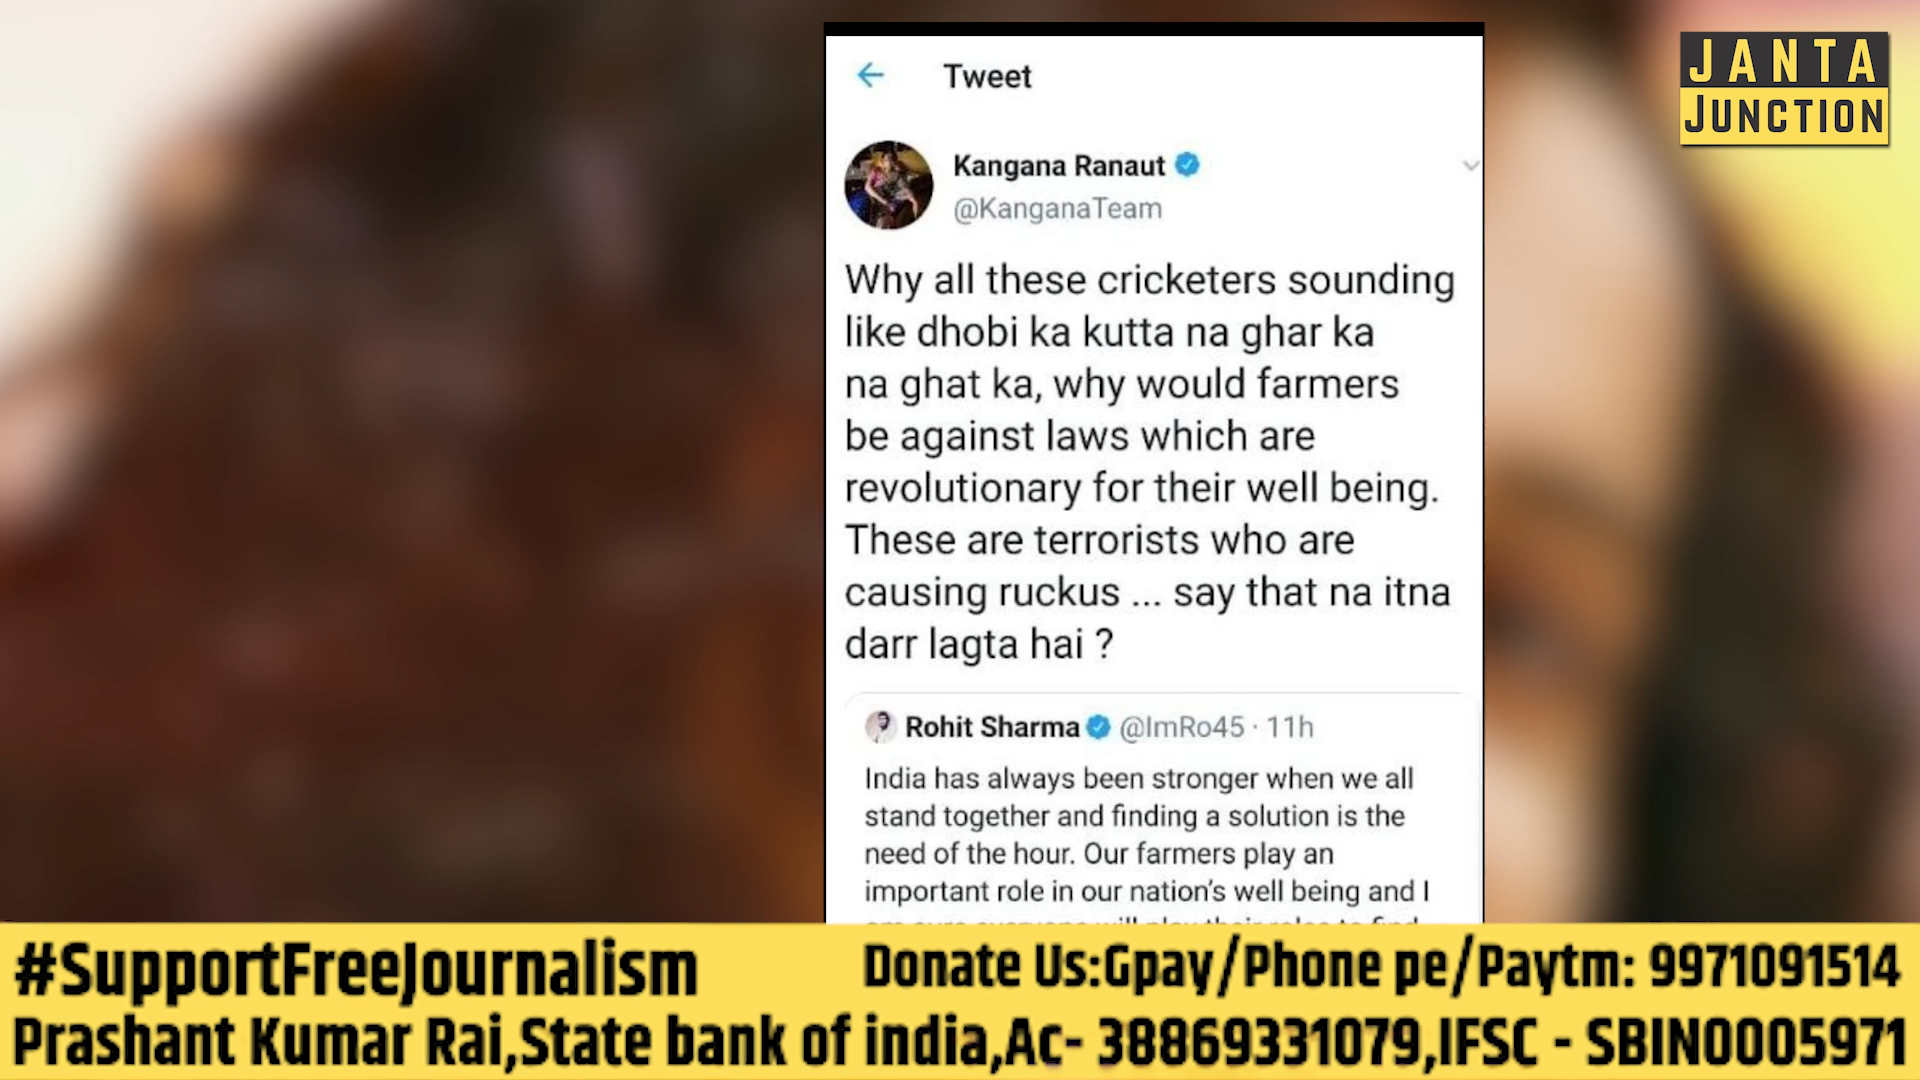 JANTA
JUNCTION
Tweet
Kangana Ranaut
@KanganaTeam
Why all these cricketers sounding
like dhobi ka kutta na ghar ka
na ghat ka, why would farmers
be against laws which are
revolutionary for their well being.
These are terrorists who are
causing ruckus ... say that na itna
darr lagta hai ?
Rohit Sharma @ImRo45 · 11h
India has always been stronger when we all
stand together and finding a solution is the
need of the hour. Our farmers play an
important role in our nation's well being and I
#SupportFreeJournalism
Donate Us:Gpay/Phone pe/Paytm: 9971091514
Prashant Kumar Rai,State bank of india,Ac- 38869331079,IFSC - SBIN0005971